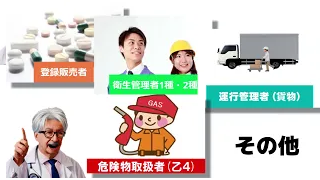 登録販売者
衛生管理者1種・2種
運行管理者（貨物）
GAS
危険物取扱者(乙4)
その他